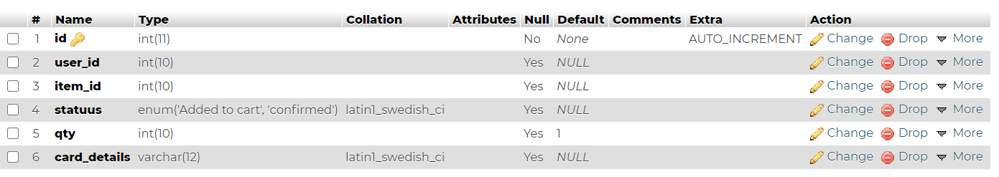 # Name Type Collation Attributes Null Default Comments Extra Action
1 id int(11) No None AUTO_INCREMENT Change Drop More
2 user_id int(10) Yes NULL Change Drop More
3 item_id int(10) Yes NULL Change Drop More
4 statuus enum('Added to cart', 'confirmed') latin1_swedish_ci Yes NULL Change Drop More
5 qty int(10) Yes 1 Change Drop More
6 card_details varchar(12) latin1_swedish_ci Yes NULL Change Drop More